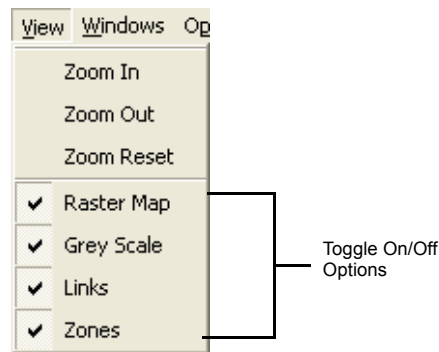 View Windows Op
Zoom In
Zoom Out
Zoom Reset
Raster Map
Grey Scale
Links
Zones
Toggle On/Off
Options